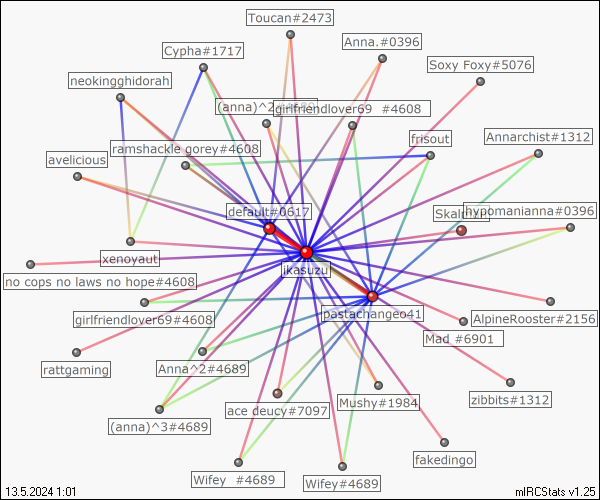 Toucan#2473
Anna.#0396
Cypha#1717
Soxy Foxy#5076
neokingghidorah
(anna)^2#4689
girlfriendlover69  #4608
frisout
Annarchist#1312
ramshackle gorey#4608
avelicious
default#0617
hypomanianna#0396
xenoyaut
jkasuzu
no cops no laws no hope#4608
girlfriendlover69#4608
pastachange041
AlpineRooster#2156
Mad #6901
rattgaming
Anna^2#4689
zibbits#1312
ace deucy#7097
Mushy#1984
(anna)^3#4689
fakedingo
Wifey  #4689
Wifey#4689
13.5.2024 1:01
mIRCStats v1.25